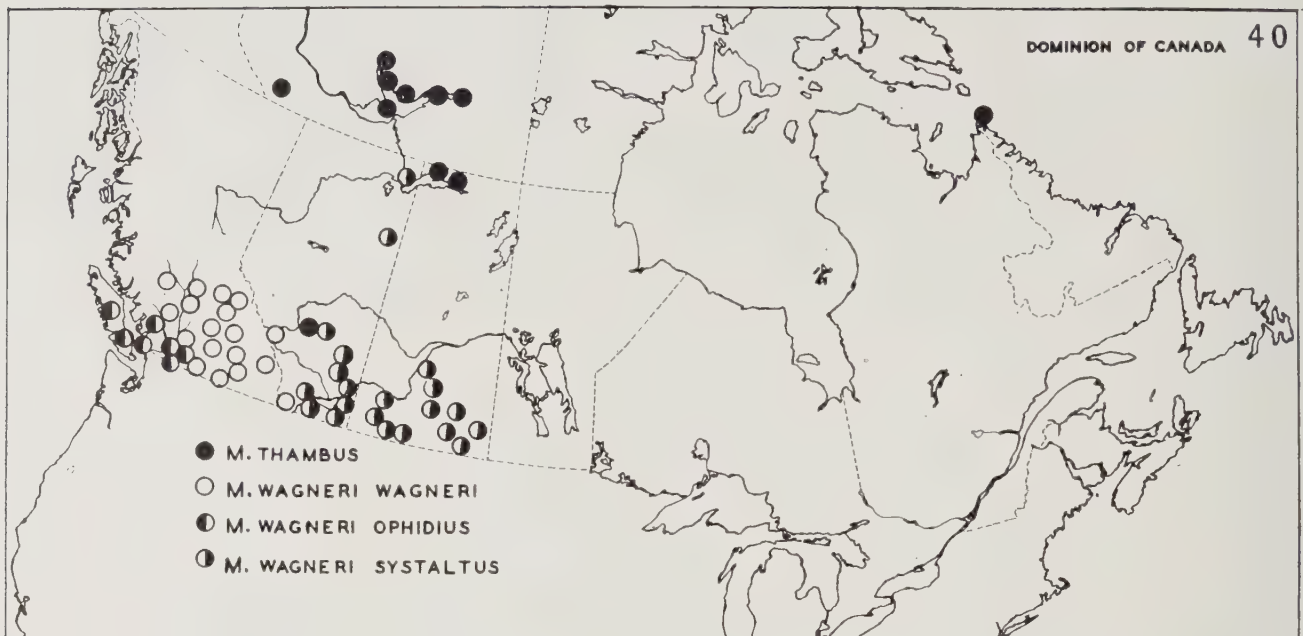 DOMINION OF CANADA 40
M. THAMBUS
M. WAGNERI WAGNERI
M. WAGNERI OPHIDIUS
M. WAGNERI SYSTALTUS